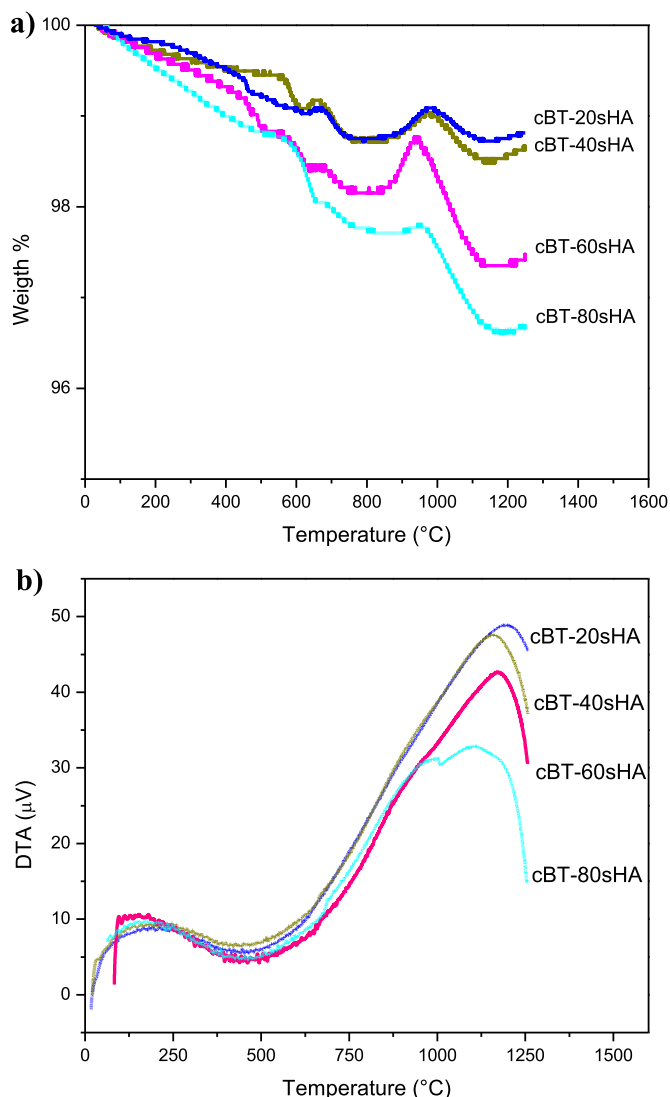 a)
100
98
96
Weigth %
cBT-20sHA
cBT-40sHA
cBT-60sHA
cBT-80sHA
0 200 400 600 800 1000 1200 1400 1600
Temperature (°C)
b)
50
40
30
20
10
0
DTA (μV)
cBT-20sHA
cBT-40sHA
cBT-60sHA
cBT-80sHA
0 250 500 750 1000 1250 1500
Temperature (°C)